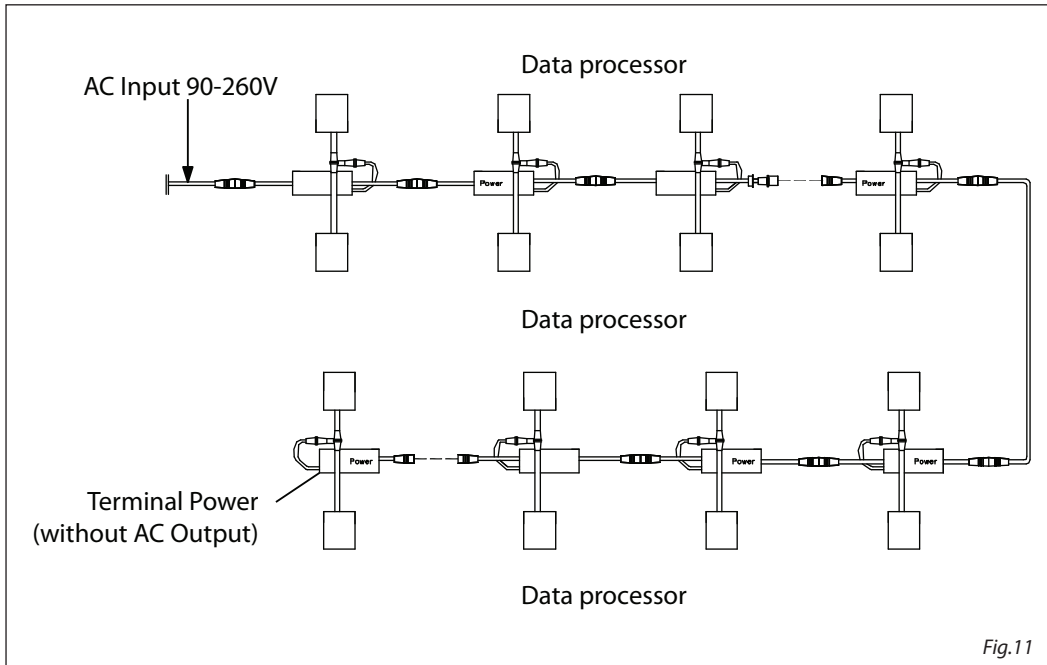 Data processor
AC Input 90-260V
Power
Power
Data processor
Power
Power
Power
Terminal Power
(without AC Output)
Data processor
Fig.11